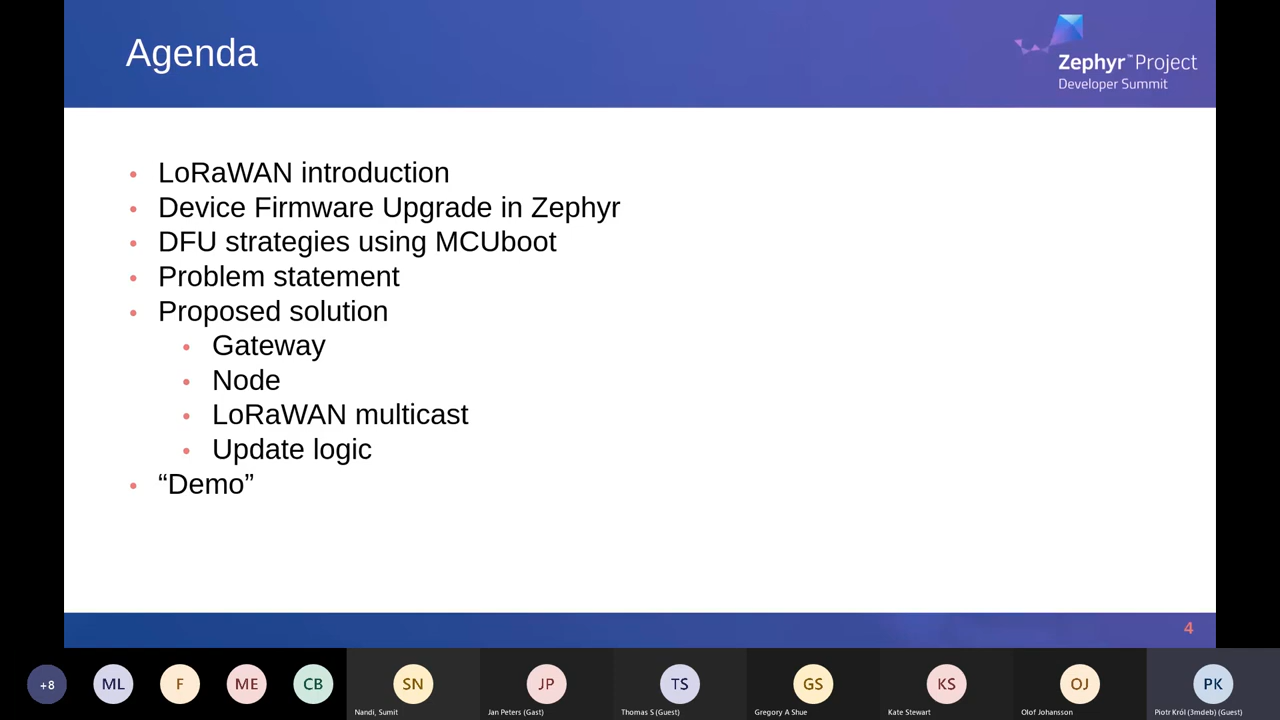 Agenda
Zephyr™Project
Developer Summit
LoRaWAN introduction
Device Firmware Upgrade in Zephyr
DFU strategies using MCUboot
Problem statement
Proposed solution
Gateway
Node
LoRaWAN multicast
Update logic
“Demo”
4
+8
ML
F
ME
CB
SN
JP
TS
GS
KS
OJ
PK
Nandi, Sumit
Jan Peters (Gast)
Thomas S (Guest)
Gregory A Shue
Kate Stewart
Olof Johansson
Piotr Król (3mdeb) (Guest)